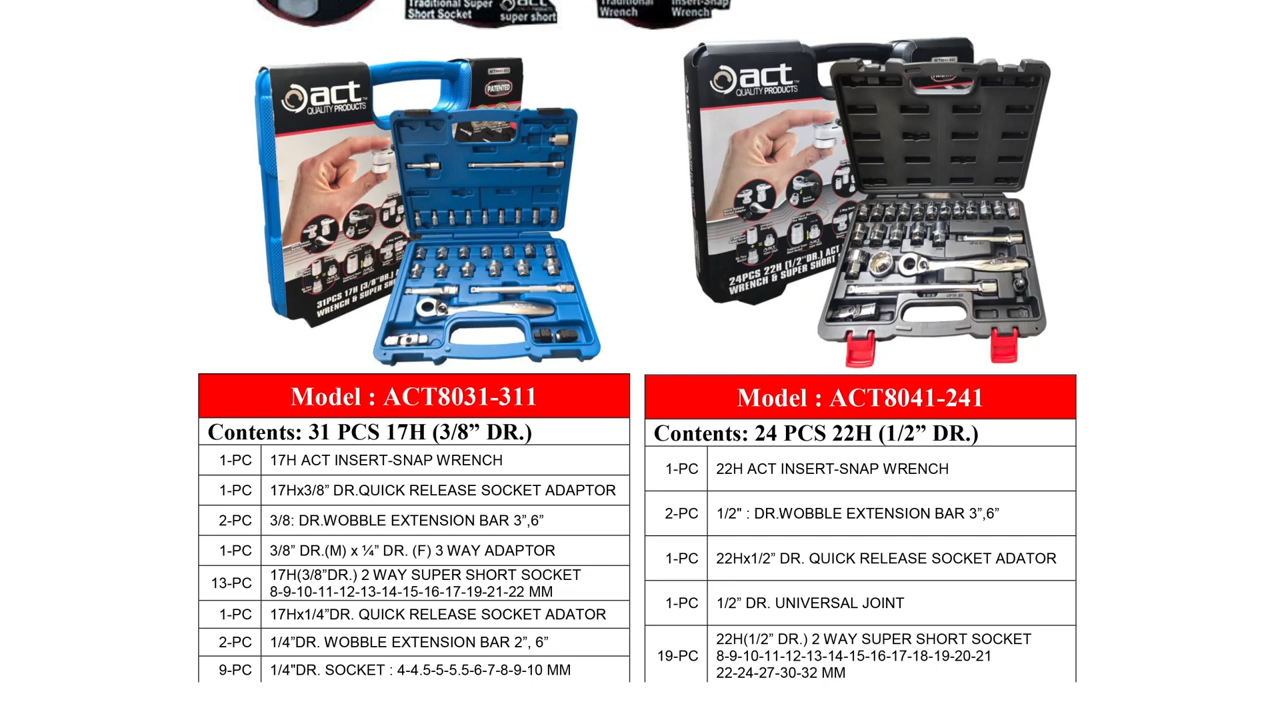 Traditional Super
Short Socket
act
super short
Traditional
Wrench
Insert-Snap
Wrench
act
QUALITY PRODUCTS
PATENTED
31PCS 17H (3/8"DR.)
WRENCH & SUPER
act
QUALITY PRODUCTS
24PCS 22H (1/2"DR.) ACT
WRENCH & SUPER SHORT
Model : ACT8031-311
Contents: 31 PCS 17H (3/8” DR.)
1-PC 17H ACT INSERT-SNAP WRENCH
1-PC 17Hx3/8” DR.QUICK RELEASE SOCKET ADAPTOR
2-PC 3/8: DR.WOBBLE EXTENSION BAR 3”,6”
1-PC 3/8” DR.(M) x ¼” DR. (F) 3 WAY ADAPTOR
13-PC 17H(3/8”DR.) 2 WAY SUPER SHORT SOCKET
8-9-10-11-12-13-14-15-16-17-19-21-22 MM
1-PC 17Hx1/4”DR. QUICK RELEASE SOCKET ADATOR
2-PC 1/4”DR. WOBBLE EXTENSION BAR 2”, 6”
9-PC 1/4"DR. SOCKET : 4-4.5-5-5.5-6-7-8-9-10 MM
Model : ACT8041-241
Contents: 24 PCS 22H (1/2” DR.)
1-PC 22H ACT INSERT-SNAP WRENCH
2-PC 1/2" : DR.WOBBLE EXTENSION BAR 3”,6”
1-PC 22Hx1/2” DR. QUICK RELEASE SOCKET ADATOR
1-PC 1/2” DR. UNIVERSAL JOINT
19-PC 22H(1/2” DR.) 2 WAY SUPER SHORT SOCKET
8-9-10-11-12-13-14-15-16-17-18-19-20-21
22-24-27-30-32 MM